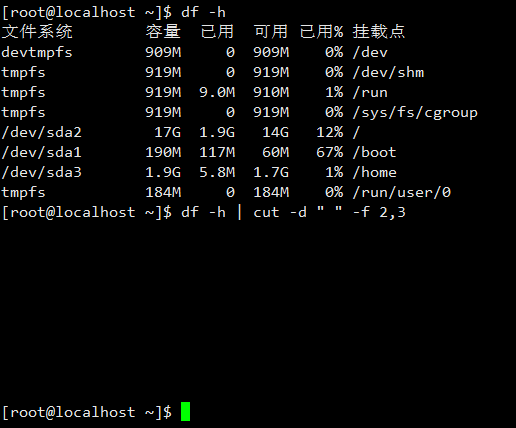 [root@localhost ~]$ df -h
文件系统        容量  已用  可用 已用% 挂载点
devtmpfs        909M     0  909M    0% /dev
tmpfs           919M     0  919M    0% /dev/shm
tmpfs           919M  9.0M  910M    1% /run
tmpfs           919M     0  919M    0% /sys/fs/cgroup
/dev/sda2        17G  1.9G   14G   12% /
/dev/sda1       190M  117M   60M   67% /boot
/dev/sda3       1.9G  5.8M  1.7G    1% /home
tmpfs           184M     0  184M    0% /run/user/0
[root@localhost ~]$ df -h | cut -d " " -f 2,3
[root@localhost ~]$